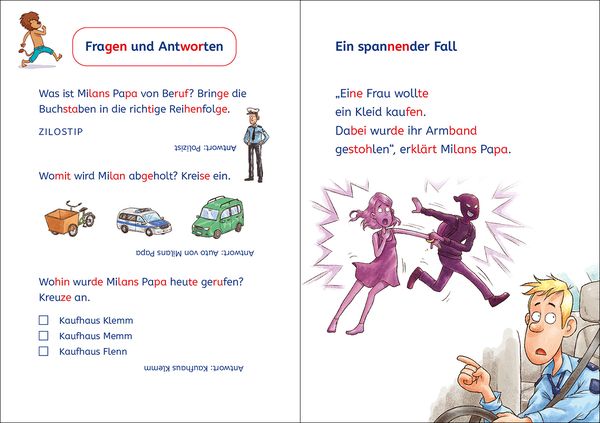 Fragen und Antworten
Was ist Milans Papa von Beruf? Bringe die
Buchstaben in die richtige Reihenfolge.
ZILOSTIP
Antwort: Polizist
Womit wird Milan abgeholt? Kreise ein.
Antwort: Auto von Milans Papa
Wohin wurde Milans Papa heute gerufen?
Kreuze an.
Kaufhaus Klemm
Kaufhaus Memm
Kaufhaus Flenn
Antwort: Kaufhaus Klemm
Ein spannender Fall
„Eine Frau wollte
ein Kleid kaufen.
Dabei wurde ihr Armband
gestohlen“, erklärt Milans Papa.